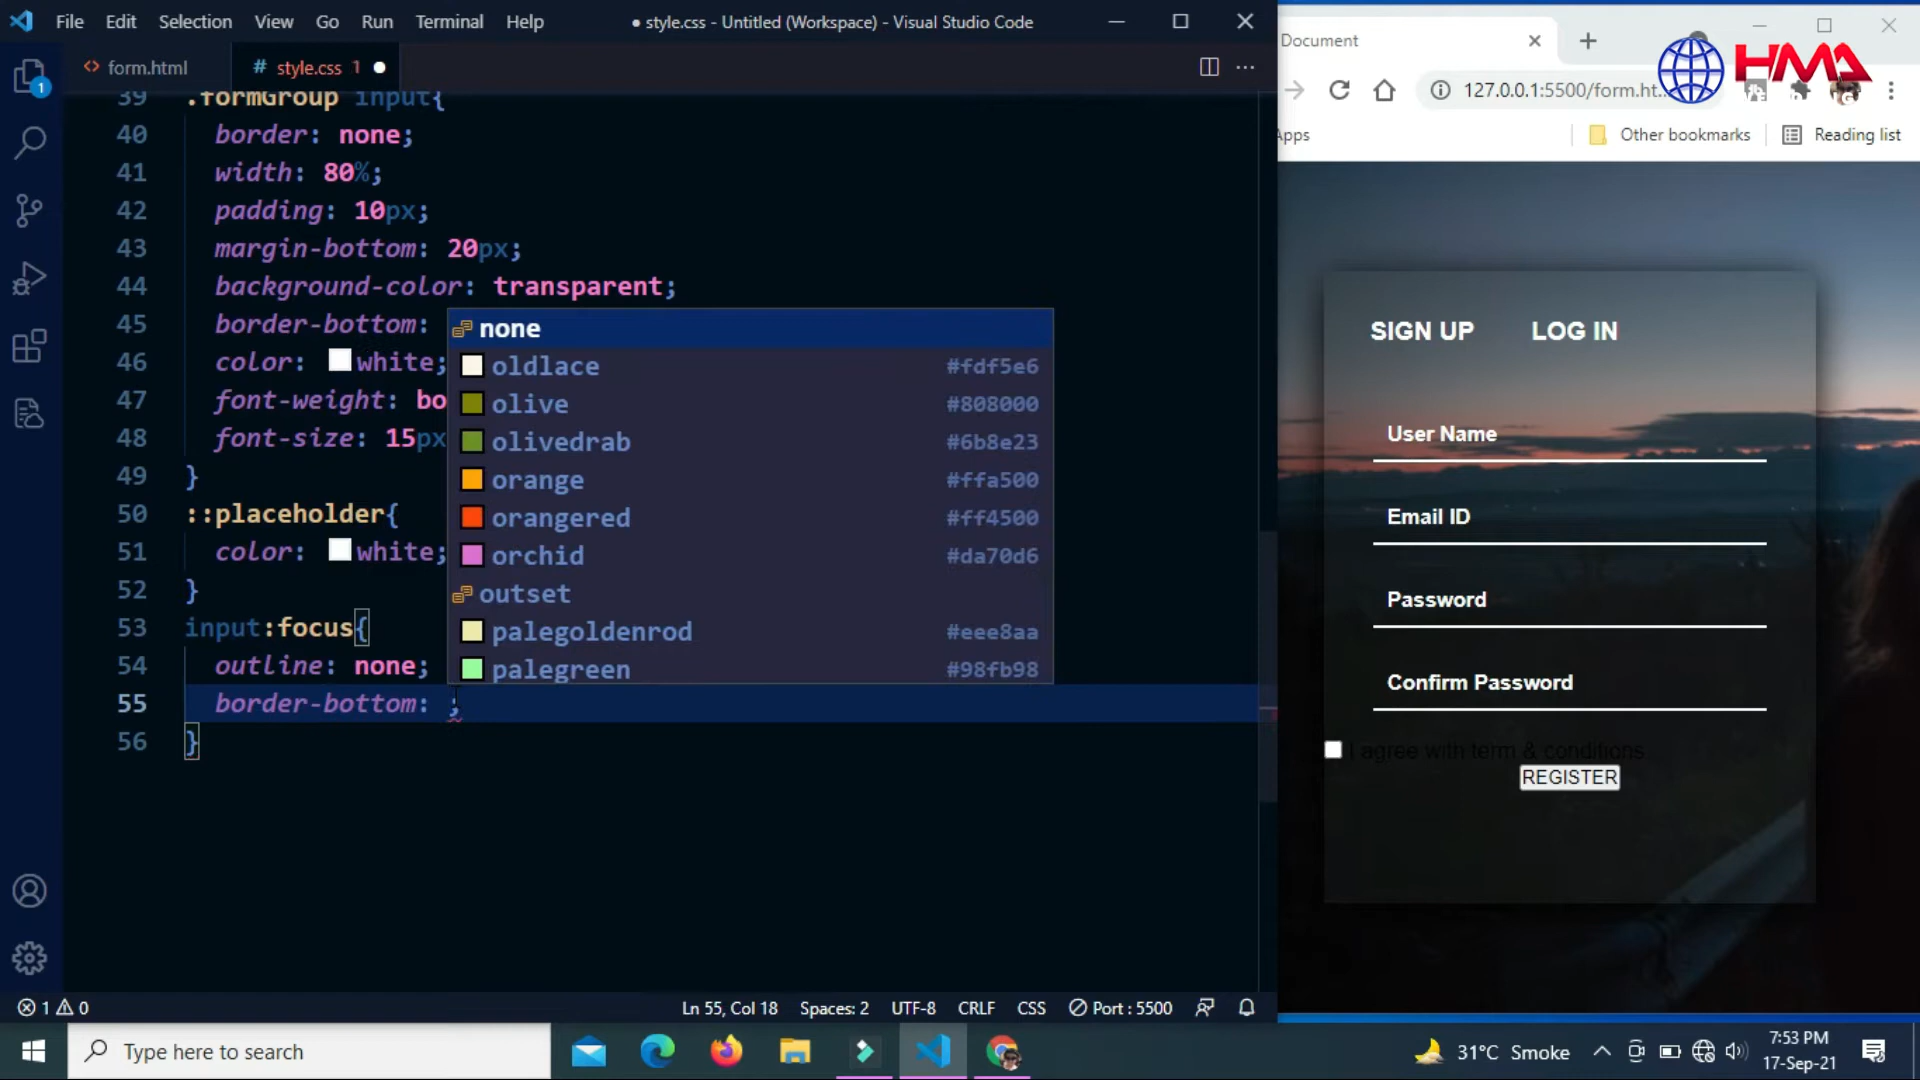 File Edit Selection View Go Run Terminal Help
● style.css - Untitled (Workspace) - Visual Studio Code
form.html
# style.css 1 ●
39 .formGroup input{
40 border: none;
41 width: 80%;
42 padding: 10px;
43 margin-bottom: 20px;
44 background-color: transparent;
45 border-bottom:
46 color: white;
47 font-weight: bo
48 font-size: 15px
49 }
50 ::placeholder{
51 color: white;
52 }
53 input:focus{
54 outline: none;
55 border-bottom: ;
56 }
none
oldlace #fdf5e6
olive #808000
olivedrab #6b8e23
orange #ffa500
orangered #ff4500
orchid #da70d6
outset
palegoldenrod #eee8aa
palegreen #98fb98
1
1 0
Ln 55, Col 18 Spaces: 2 UTF-8 CRLF CSS Port : 5500
Document
127.0.0.1:5500/form.ht...
HMA
Apps
Other bookmarks
Reading list
SIGN UP LOG IN
User Name
Email ID
Password
Confirm Password
I agree with term & conditions
REGISTER
Type here to search
31°C Smoke
7:53 PM
17-Sep-21